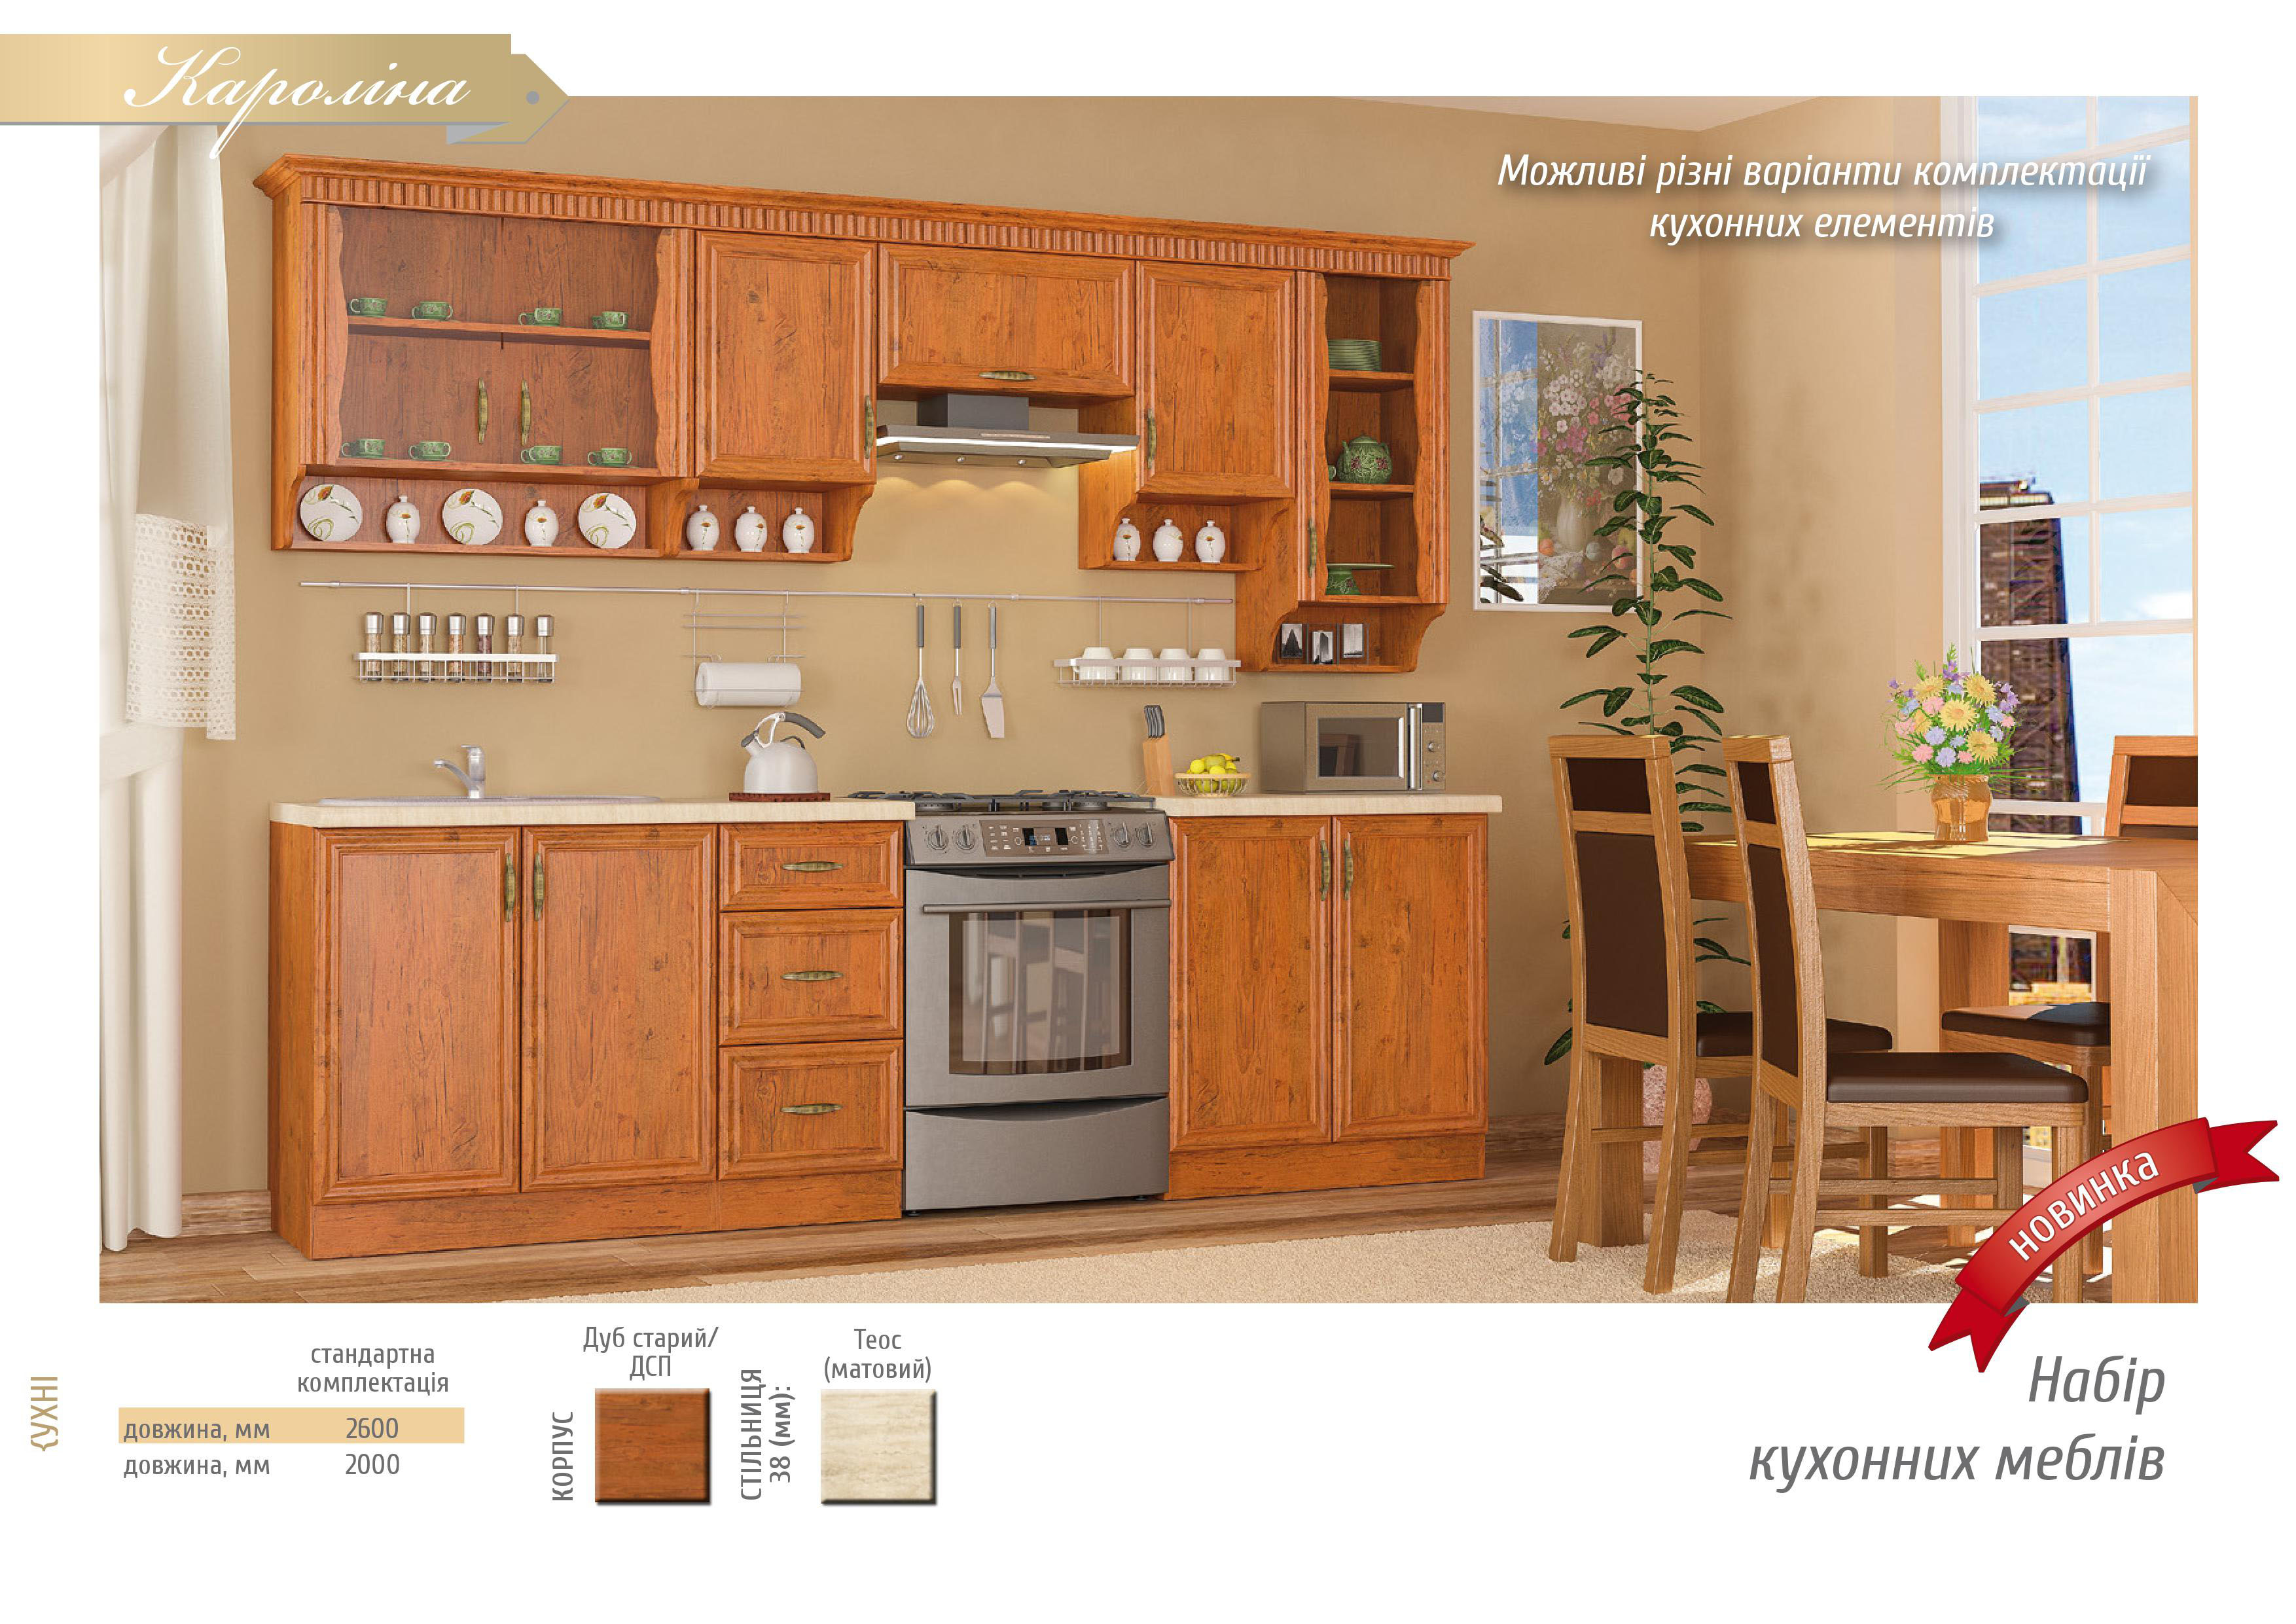 Кароліна
Можливі різні варіанти комплектації
кухонних елементів
новинка
Набір
кухонних меблів
стандартна
комплектація
довжина, мм 2600
довжина, мм 2000
Дуб старий/
ДСП
корпус
Теос
(матовий)
стільниця
38 (мм):
{УХНІ